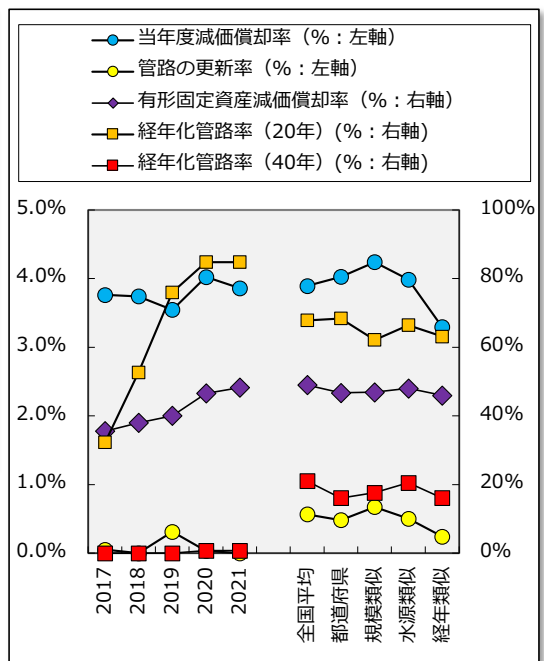 当年度減価償却率（%：左軸）
管路の更新率（%：左軸）
有形固定資産減価償却率（%：右軸）
経年化管路率（20年）(%：右軸)
経年化管路率（40年）(%：右軸)
5.0%
4.0%
3.0%
2.0%
1.0%
0.0%
100%
80%
60%
40%
20%
0%
2017
2018
2019
2020
2021
全国平均
都道府県
規模類似
水源類似
経年類似